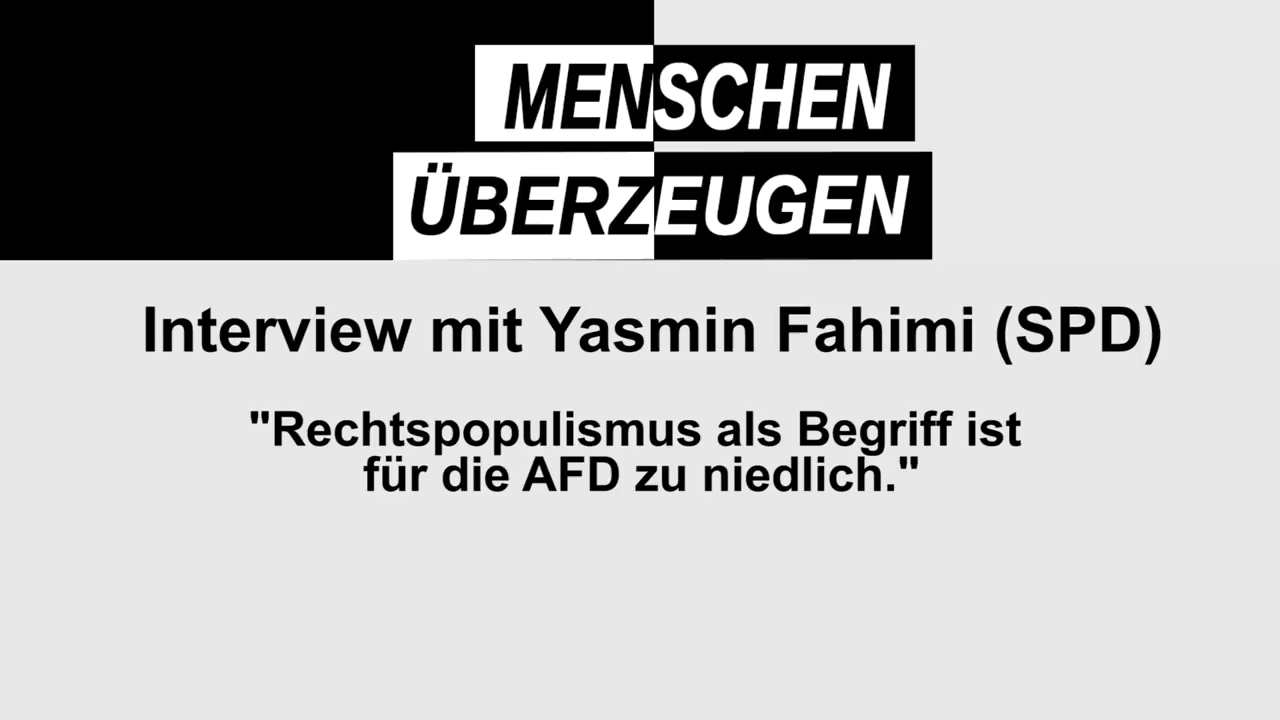 MENSCHEN
ÜBERZEUGEN
Interview mit Yasmin Fahimi (SPD)
"Rechtspopulismus als Begriff ist
für die AFD zu niedlich."